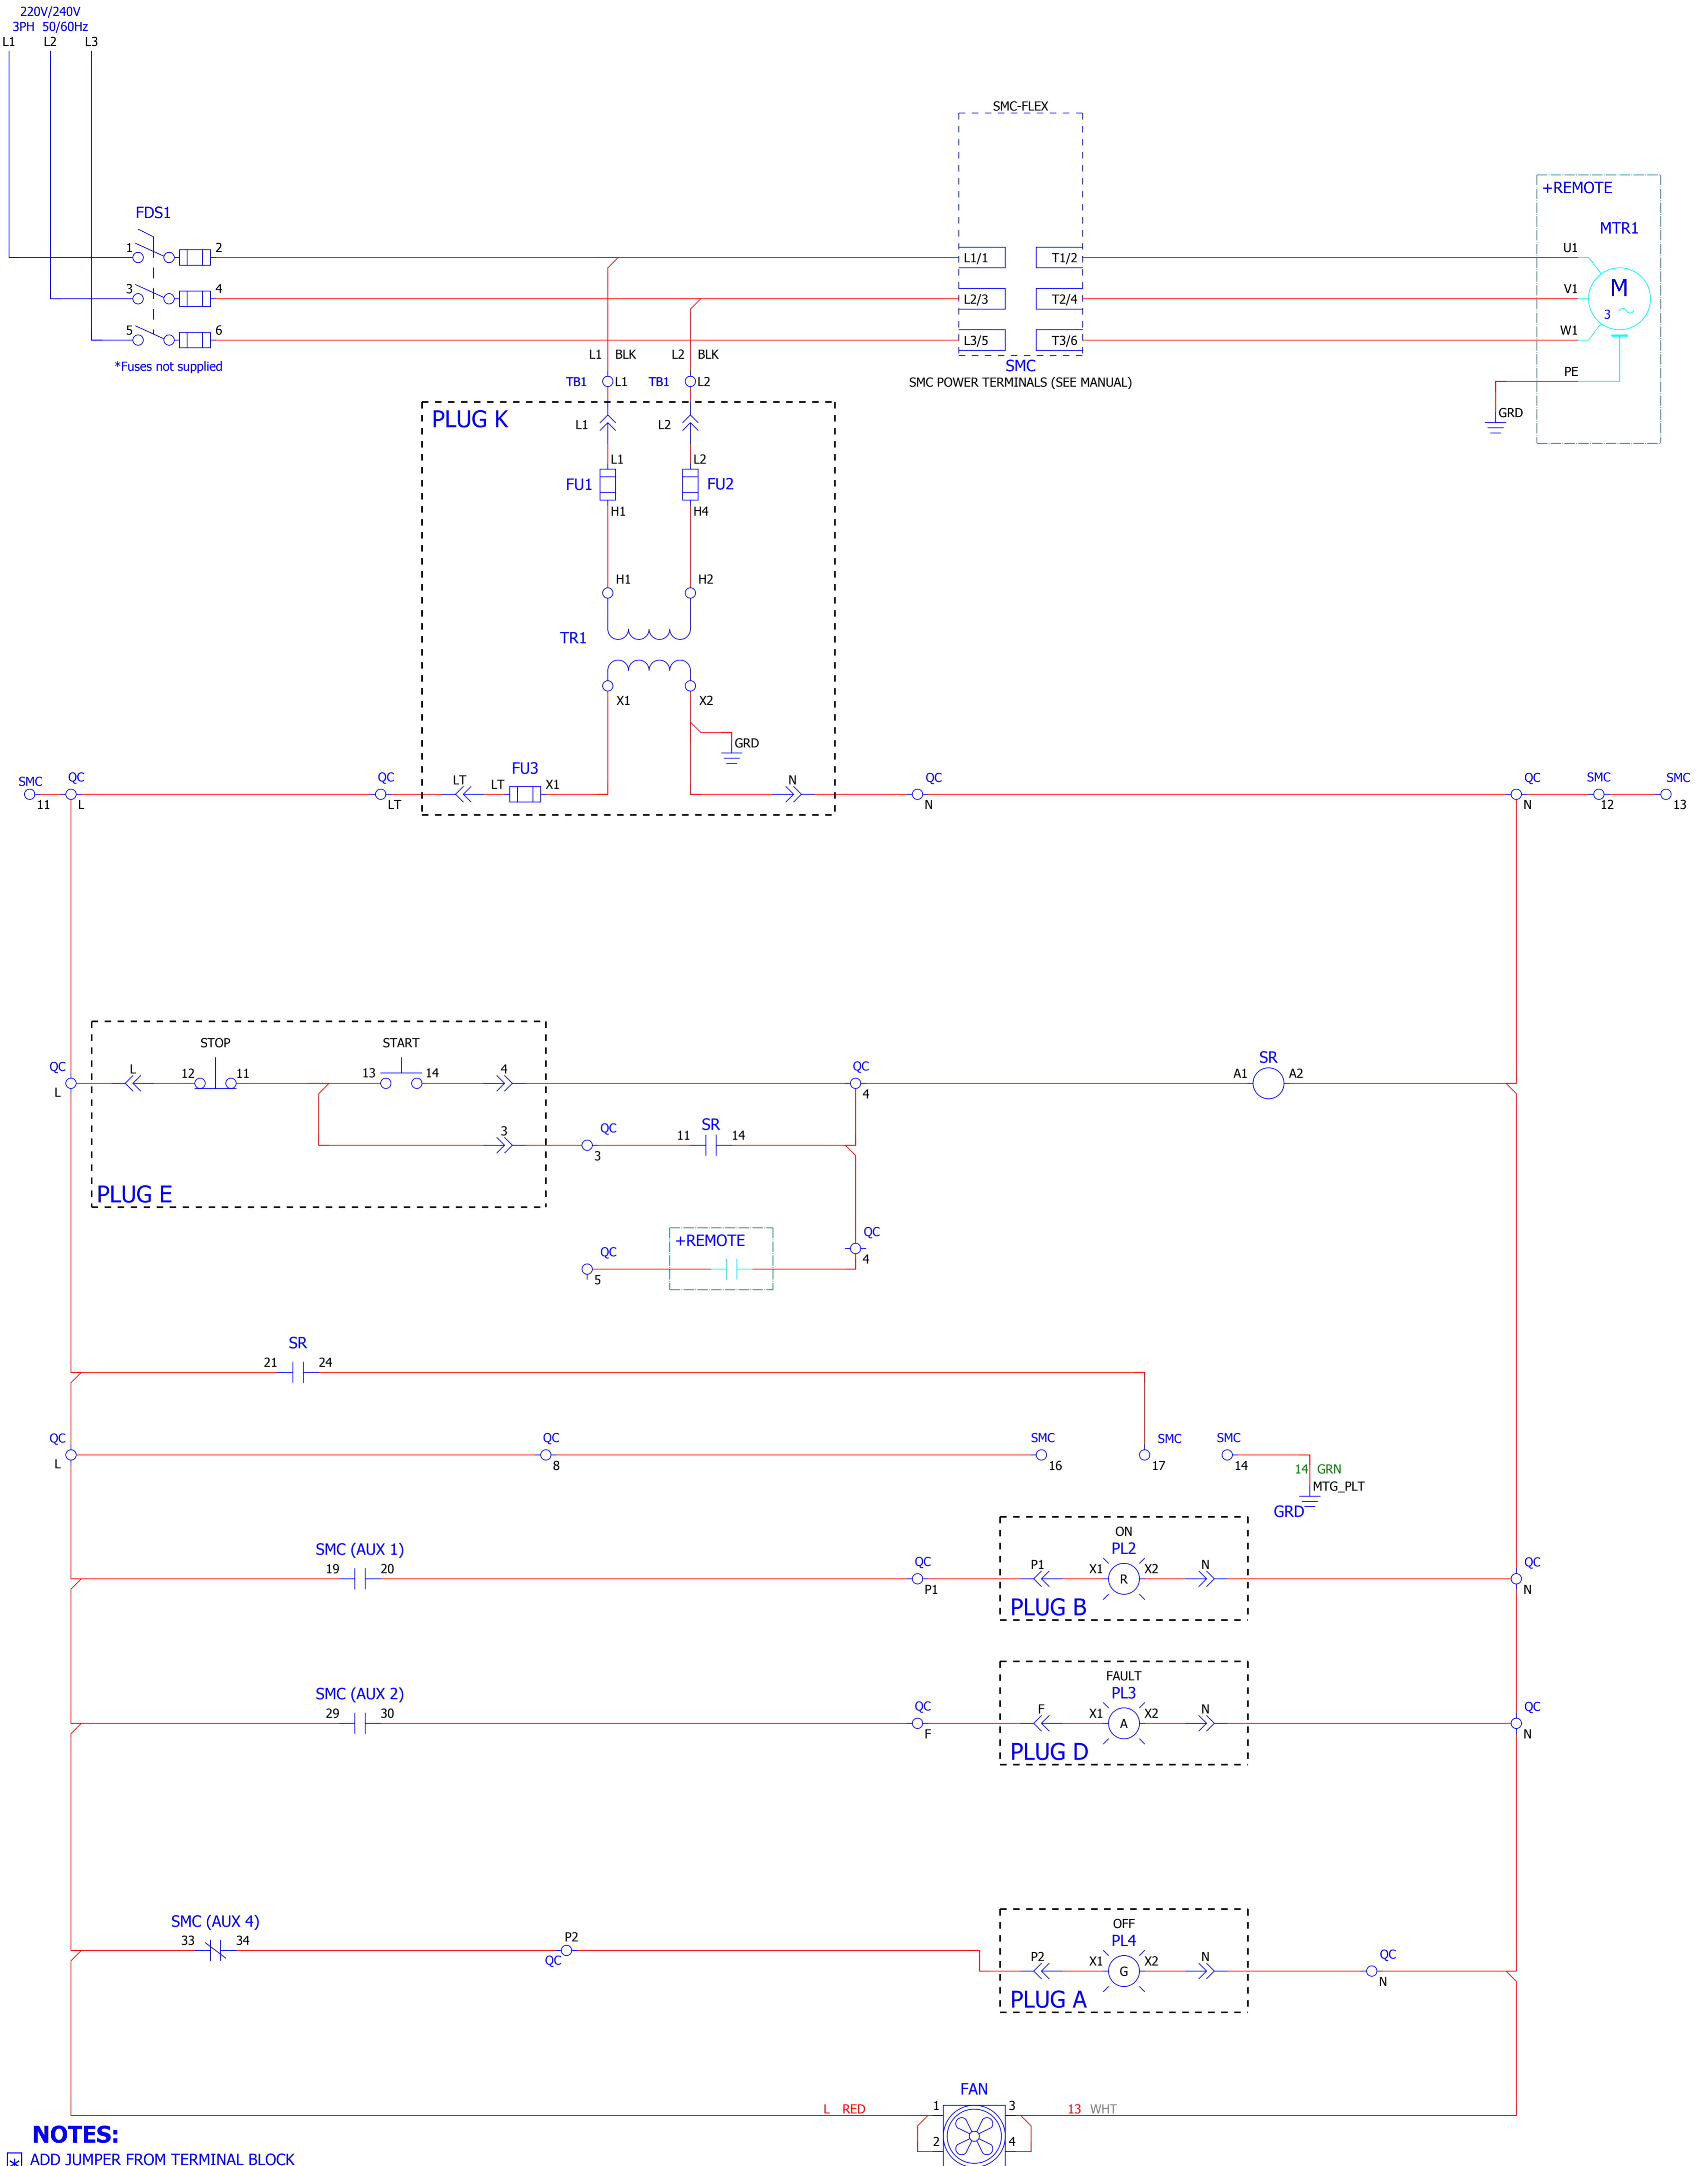 220V/240V
3PH 50/60Hz
L1 L2 L3
SMC-FLEX
+REMOTE
FDS1
MTR1
1 2 L1/1 T1/2 U1
3 4 L2/3 T2/4 V1 M
3
5 6 L3/5 T3/6 W1
*Fuses not supplied
L1 BLK L2 BLK
SMC
SMC POWER TERMINALS (SEE MANUAL)
PE
TB1 L1 TB1 L2
GRD
PLUG K
L1 L2
L1 L2
FU1 FU2
H1 H4
H1 H2
TR1
X1 X2
GRD
SMC QC QC LT LT FU3 X1 N QC QC SMC SMC
11 L LT N N 12 13
STOP START
QC L 12 11 13 14 4 QC SR
L 4 A1 A2
3 QC 11 SR 14
3
PLUG E
+REMOTE QC
QC 4
5
SR
21 24
QC QC SMC SMC SMC
L 8 16 17 14
14 GRN
MTG_PLT
GRD
ON
SMC (AUX 1) PL2
19 20 QC P1 X1 R X2 N QC
P1 N
PLUG B
FAULT
SMC (AUX 2) PL3
29 30 QC F X1 A X2 N QC
F N
PLUG D
OFF
SMC (AUX 4) PL4
33 34 P2 P2 X1 G X2 N QC
QC N
PLUG A
FAN
L RED 1 3 13 WHT
2 4
NOTES:
* ADD JUMPER FROM TERMINAL BLOCK